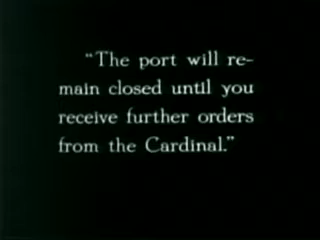 “The port will re-
main closed until you
receive further orders
from the Cardinal.”